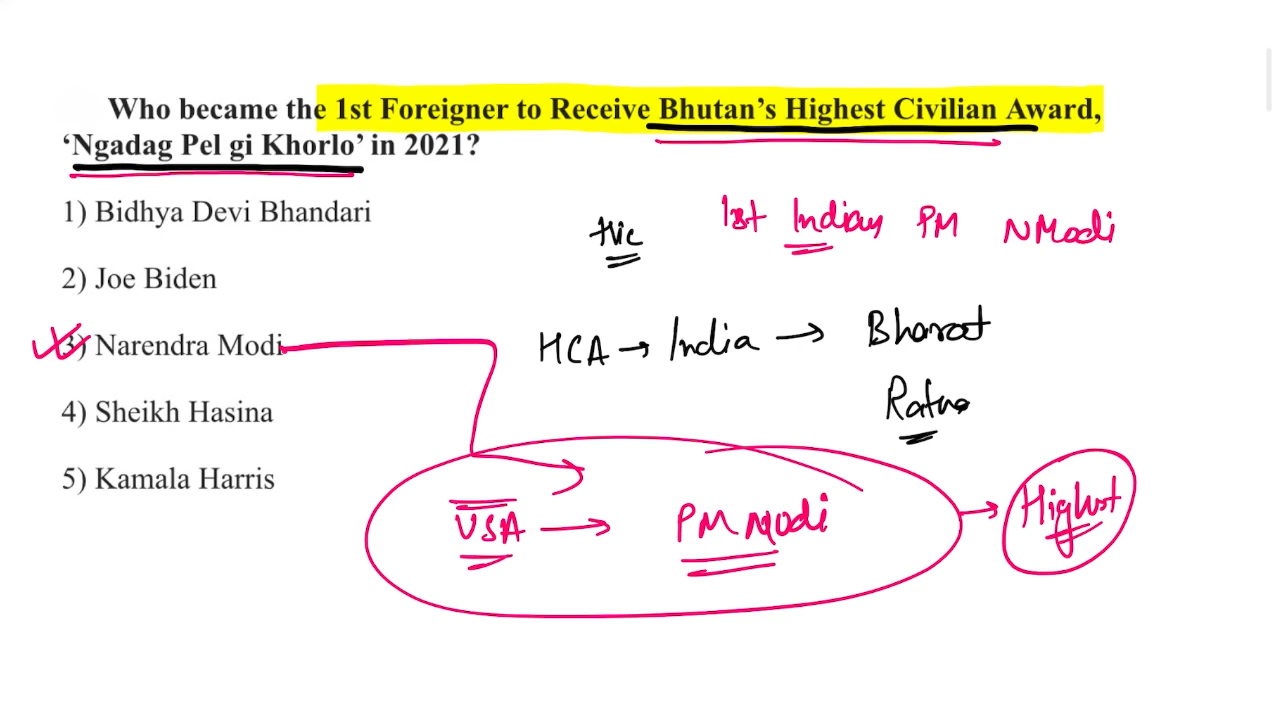 Who became the 1st Foreigner to Receive Bhutan’s Highest Civilian Award,
‘Ngadag Pel gi Khorlo’ in 2021?
1) Bidhya Devi Bhandari
2) Joe Biden
3) Narendra Modi
4) Sheikh Hasina
5) Kamala Harris
1st Indian PM NModi
HCA → India → Bharat
Ratna
USA → PM Modi → Highest